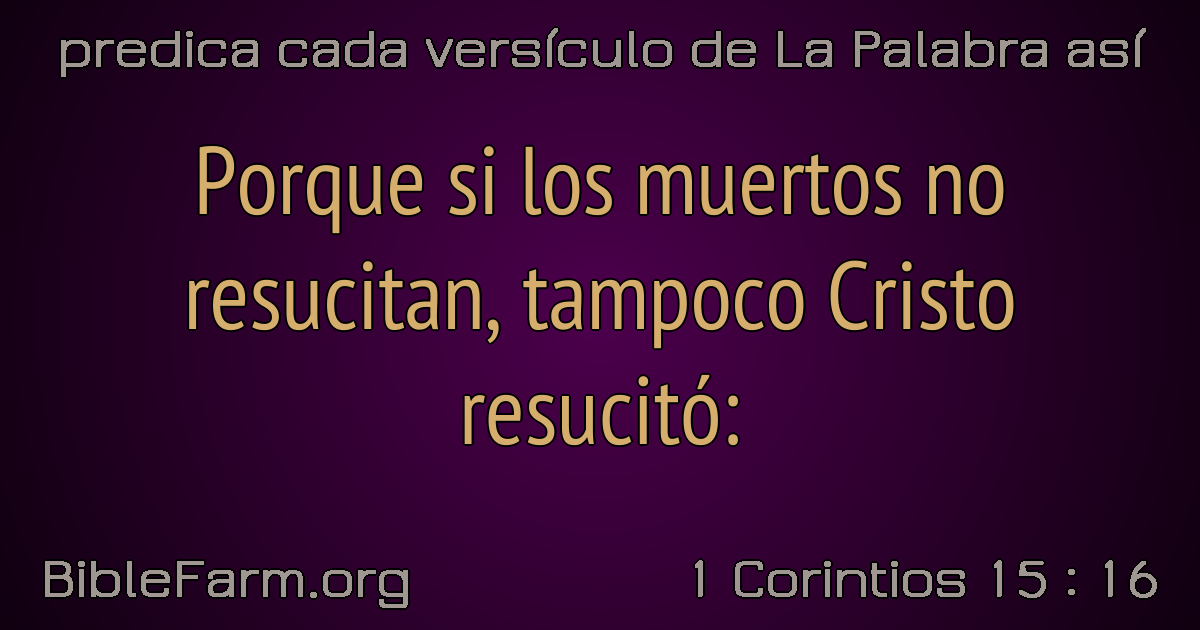 predica cada versículo de La Palabra así
Porque si los muertos no
resucitan, tampoco Cristo
resucitó:
BibleFarm.org
1 Corintios 15 : 16